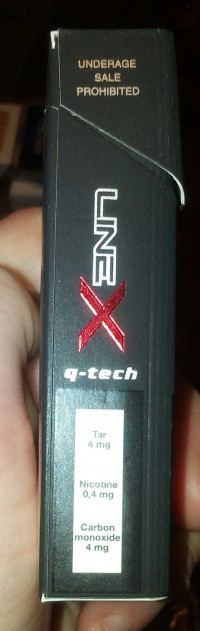 UNDERAGE
SALE
PROHIBITED
LINE
X
q-tech
Tar
4 mg
Nicotine
0,4 mg
Carbon
monoxide
4 mg